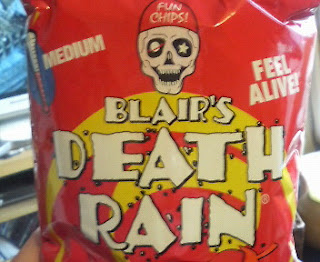 FUN
CHIPS!
MEDIUM
FEEL
ALIVE!
BLAIR'S
DEATH
RAIN®